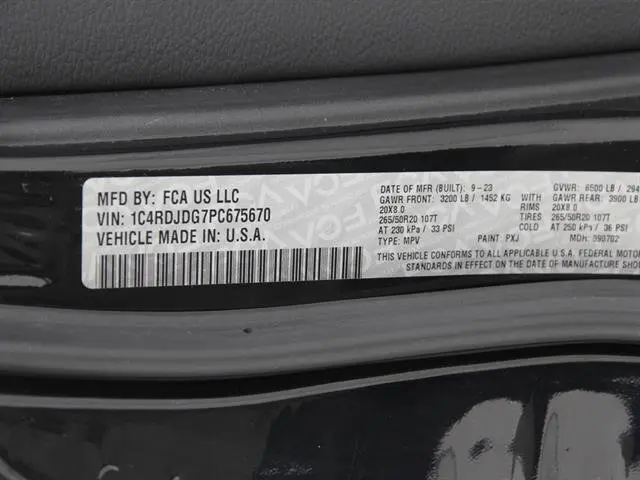 MFD BY: FCA US LLC
VIN: 1C4RDJDG7PC675670
VEHICLE MADE IN: U.S.A.
DATE OF MFR (BUILT): 9-23 GVWR: 6500 LB / 294
GAWR FRONT: 3200 LB / 1452 KG WITH GAWR REAR: 3900 LB
20X8.0 RIMS 20X8.0
265/50R20 107T TIRES 265/50R20 107T
AT 230 kPa / 33 PSI COLD AT 250 kPa / 36 PSI
TYPE: MPV PAINT: PXJ MDH: 090702
THIS VEHICLE CONFORMS TO ALL APPLICABLE U.S.A. FEDERAL MOTOR
STANDARDS IN EFFECT ON THE DATE OF MANUFACTURE SHO